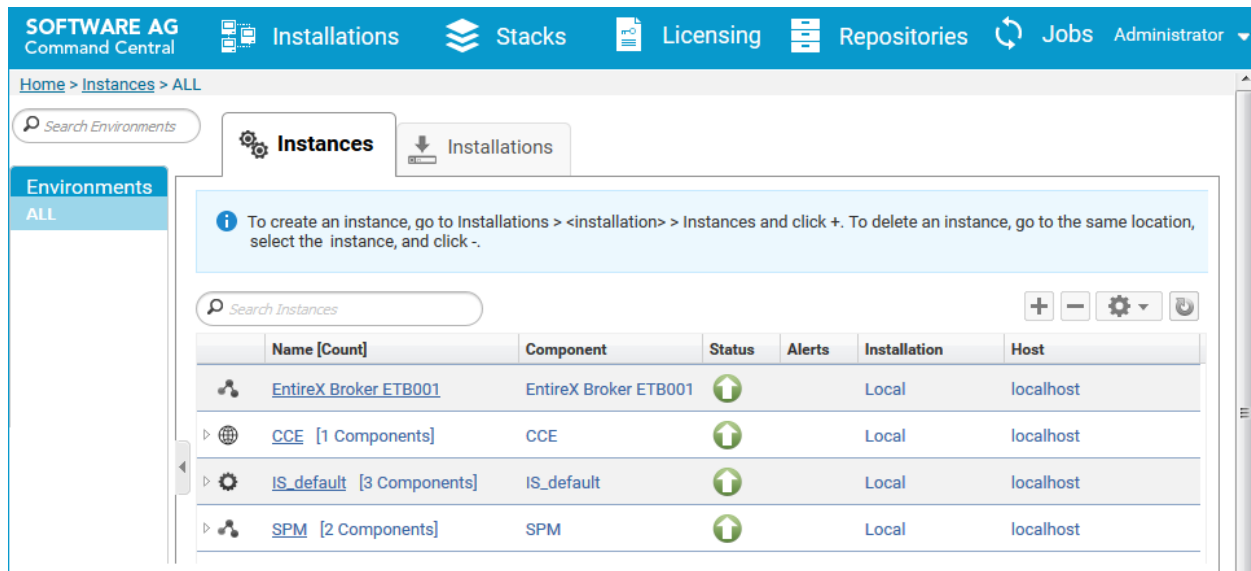 SOFTWARE AG
Command Central
Installations
Stacks
Licensing
Repositories
Jobs
Administrator
Home > Instances > ALL
Search Environments
Instances
Installations
Environments
ALL
To create an instance, go to Installations > <installation> > Instances and click +. To delete an instance, go to the same location,
select the instance, and click -.
Search Instances
Name [Count] Component Status Alerts Installation Host
EntireX Broker ETB001 EntireX Broker ETB001 Local localhost
CCE [1 Components] CCE Local localhost
IS_default [3 Components] IS_default Local localhost
SPM [2 Components] SPM Local localhost